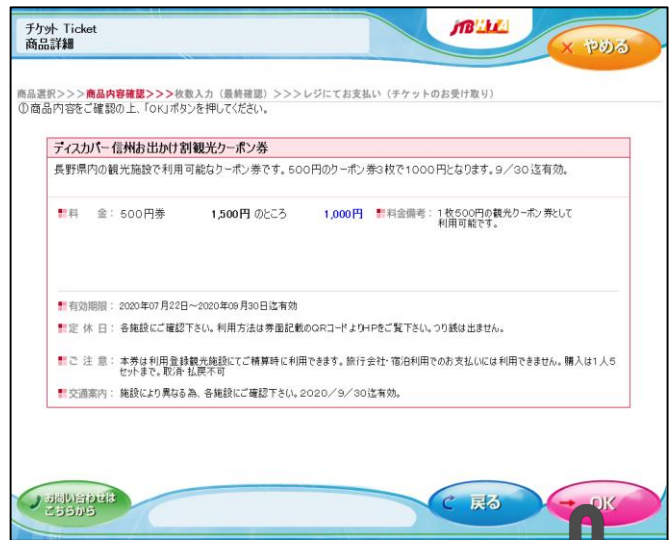 チケット Ticket
商品詳細
JTB
× やめる
商品選択>>>商品内容確認>>>枚数入力(最終確認)>>>レジにてお支払い(チケットのお受け取り)
①商品内容をご確認の上、「OK」ボタンを押してください。
ディスカバー信州お出かけ割観光クーポン券
長野県内の観光施設で利用可能なクーポン券です。500円のクーポン券3枚で1000円となります。9/30迄有効。
料 金: 500円券 1,500円 のところ 1,000円 料金備考: 1枚500円の観光クーポン券として
利用可能です。
有効期限: 2020年07月22日~2020年09月30日迄有効
定 休 日: 各施設にご確認下さい。利用方法は券面記載のQRコードよりHPをご覧下さい。つり銭は出ません。
ご 注 意: 本券は利用登録観光施設にてご精算時に利用できます。旅行会社・宿泊利用でのお支払いには利用できません。購入は1人5
セットまで。取消・払戻不可
交通案内: 施設により異なる為、各施設にご確認下さい。2020/9/30迄有効。
お問い合わせは
こちらから
戻る
→ OK